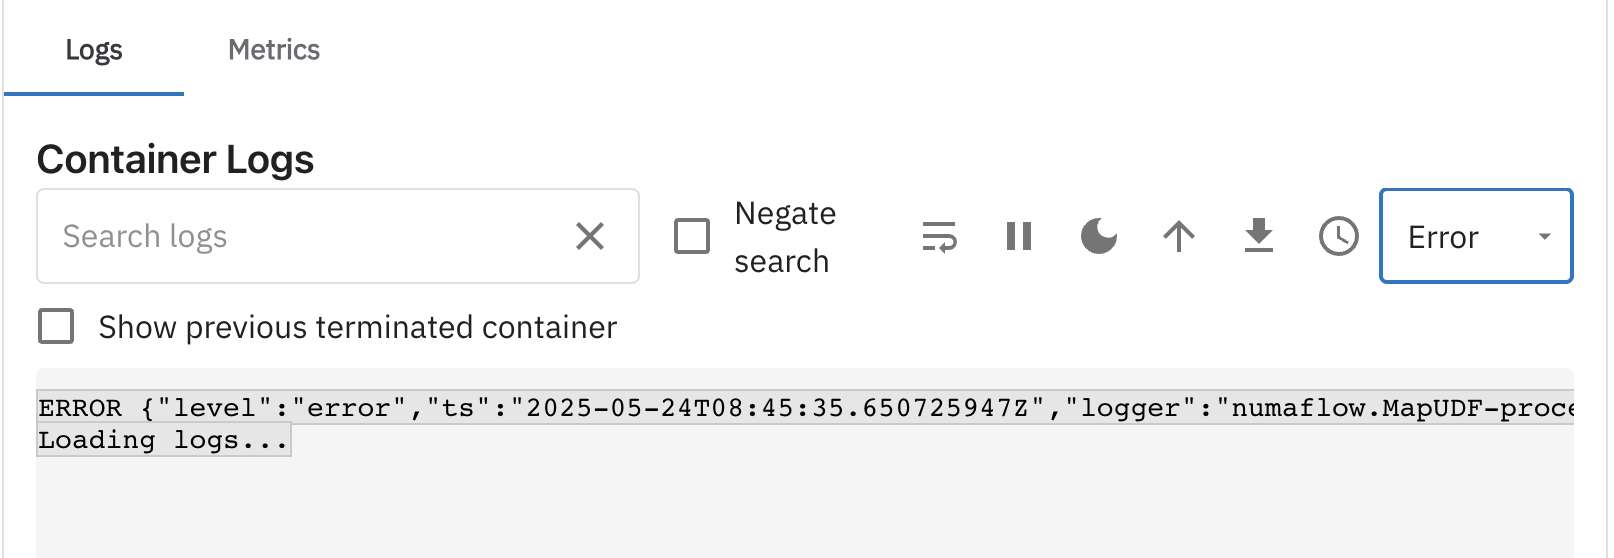 Logs
Metrics
Container Logs
Search logs
Negate
search
Error
Show previous terminated container
ERROR {"level":"error","ts":"2025-05-24T08:45:35.650725947Z","logger":"numaflow.MapUDF-proce
Loading logs...